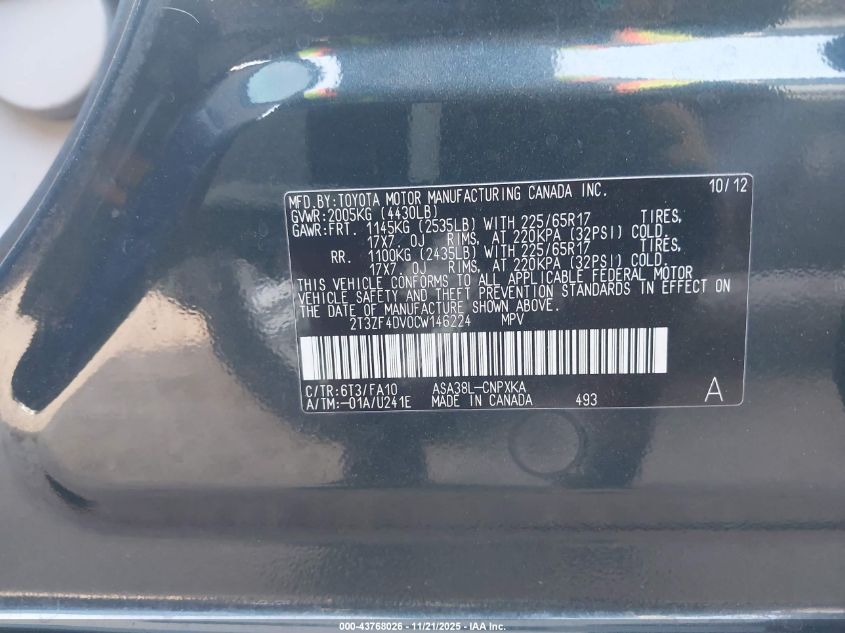 10/12
MFD.BY:TOYOTA MOTOR MANUFACTURING CANADA INC.
GVWR:2005KG (4430LB)
GAWR:FRT. 1145KG (2535LB) WITH 225/65R17 TIRES,
17X7.0J RIMS, AT 220KPA (32PSI) COLD.
RR. 1100KG (2435LB) WITH 225/65R17 TIRES,
17X7.0J RIMS, AT 220KPA (32PSI) COLD.
THIS VEHICLE CONFORMS TO ALL APPLICABLE FEDERAL MOTOR
VEHICLE SAFETY AND THEFT PREVENTION STANDARDS IN EFFECT ON
THE DATE OF MANUFACTURE SHOWN ABOVE.
2T3ZF4DV0CW146224 MPV
C/TR:6T3/FA10 ASA38L-CNPXKA
A/TM:-01A/U241E MADE IN CANADA 493 A
000-43768026 - 11/21/2025 - IAA Inc.